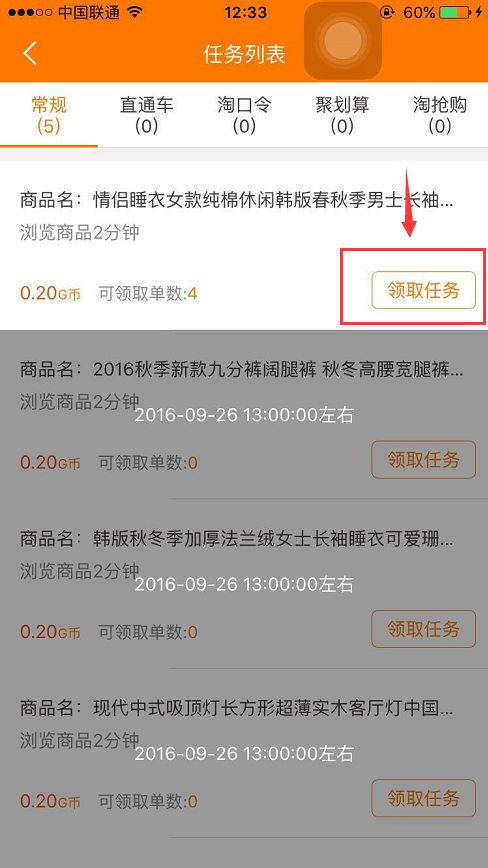 中国联通 12:33 60%
任务列表
常规 直通车 淘口令 聚划算 淘抢购
(5) (0) (0) (0) (0)
商品名：情侣睡衣女款纯棉休闲韩版春秋季男士长袖...
浏览商品2分钟
0.20G币 可领取单数:4 领取任务
商品名：2016秋季新款九分裤阔腿裤 秋冬高腰宽腿裤...
浏览商品2分钟
2016-09-26 13:00:00左右
0.20G币 可领取单数:0 领取任务
商品名：韩版秋冬季加厚法兰绒女士长袖睡衣可爱珊...
浏览商品2分钟
2016-09-26 13:00:00左右
0.20G币 可领取单数:0 领取任务
商品名：现代中式吸顶灯长方形超薄实木客厅灯中国...
浏览商品2分钟
2016-09-26 13:00:00左右
0.20G币 可领取单数:0 领取任务